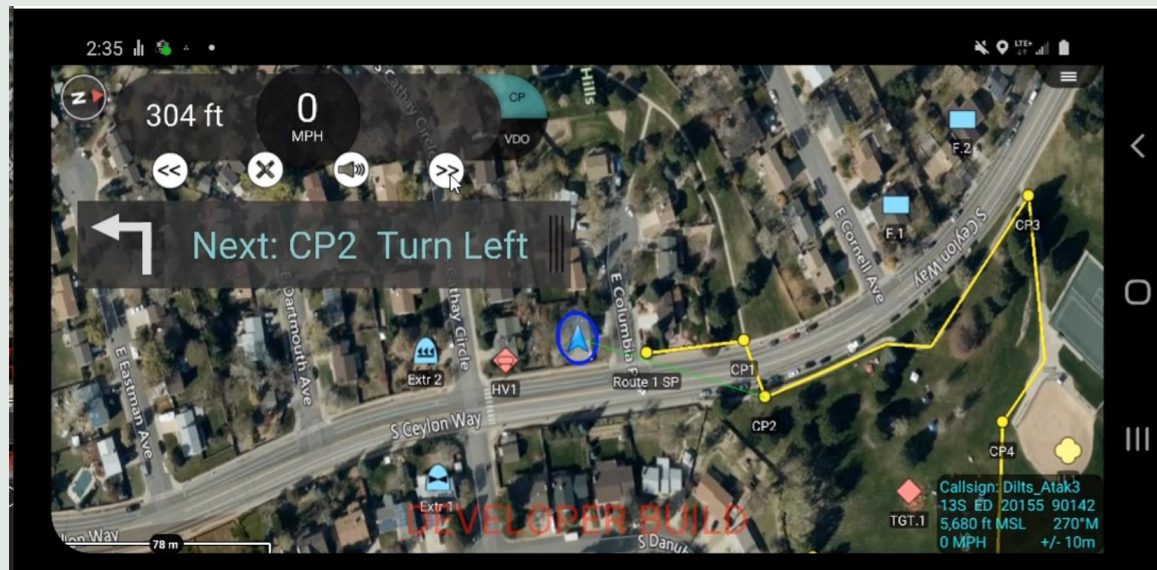 2:35
LTE+
N
304 ft
0
MPH
CP
VDO
Hills
<<
>>
Next: CP2 Turn Left
S Cathay Circle
Cathay Circle
F.2
F.1
CP3
S Ceylon Way
E Cornell Ave
E Columbia P
E Dartmouth Ave
E Eastman Ave
Extr 2
HV1
Route 1 SP
CP1
CP2
S Ceylon Way
CP4
Extr 1
TGT.1
Callsign: Dilts_Atak3
13S ED 20155 90142
5,680 ft MSL 270°M
0 MPH +/- 10m
DEVELOPER BUILD
lon Way
78 m
S Danu